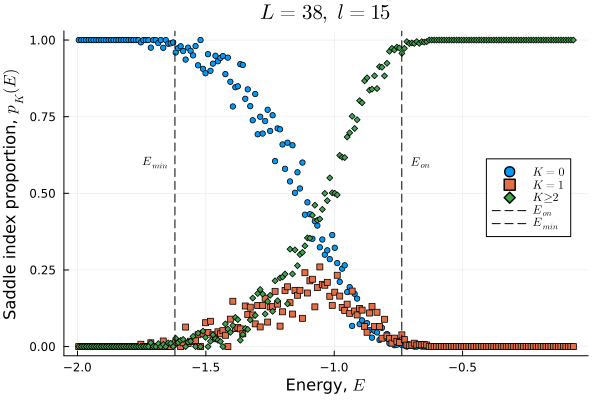 L = 38, l = 15
Saddle index proportion, p_K(E)
1.00
0.75
0.50
0.25
0.00
E_min
E_on
K = 0
K = 1
K ≥ 2
E_on
E_min
−2.0
−1.5
−1.0
−0.5
Energy, E